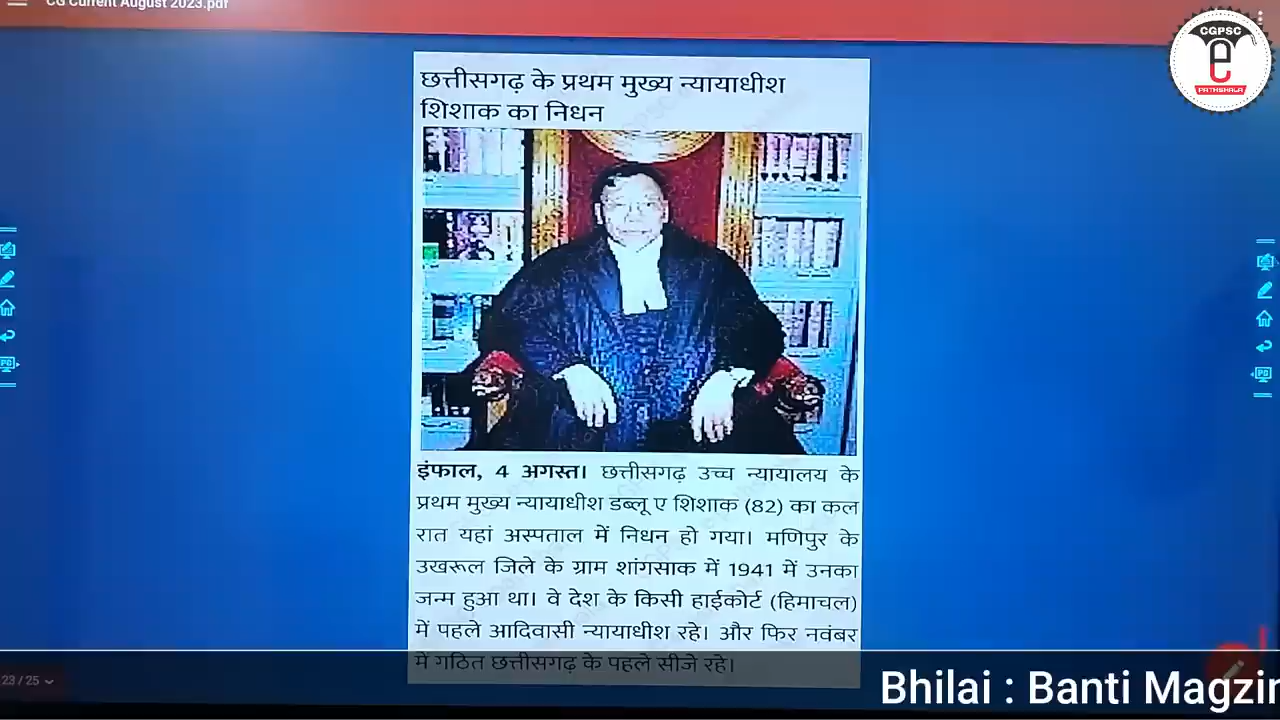 CG Current August 2023.pdf
CGPSC
e
PATHSHALA
छत्तीसगढ़ के प्रथम मुख्य न्यायाधीश
शिशाक का निधन
इंफाल, 4 अगस्त। छत्तीसगढ़ उच्च न्यायालय के
प्रथम मुख्य न्यायाधीश डब्लू ए शिशाक (82) का कल
रात यहां अस्पताल में निधन हो गया। मणिपुर के
उखरूल जिले के ग्राम शांगसाक में 1941 में उनका
जन्म हुआ था। वे देश के किसी हाईकोर्ट (हिमाचल)
में पहले आदिवासी न्यायाधीश रहे। और फिर नवंबर
में गठित छत्तीसगढ़ के पहले सीजे रहे।
23 / 25
Bhilai : Banti Magzin